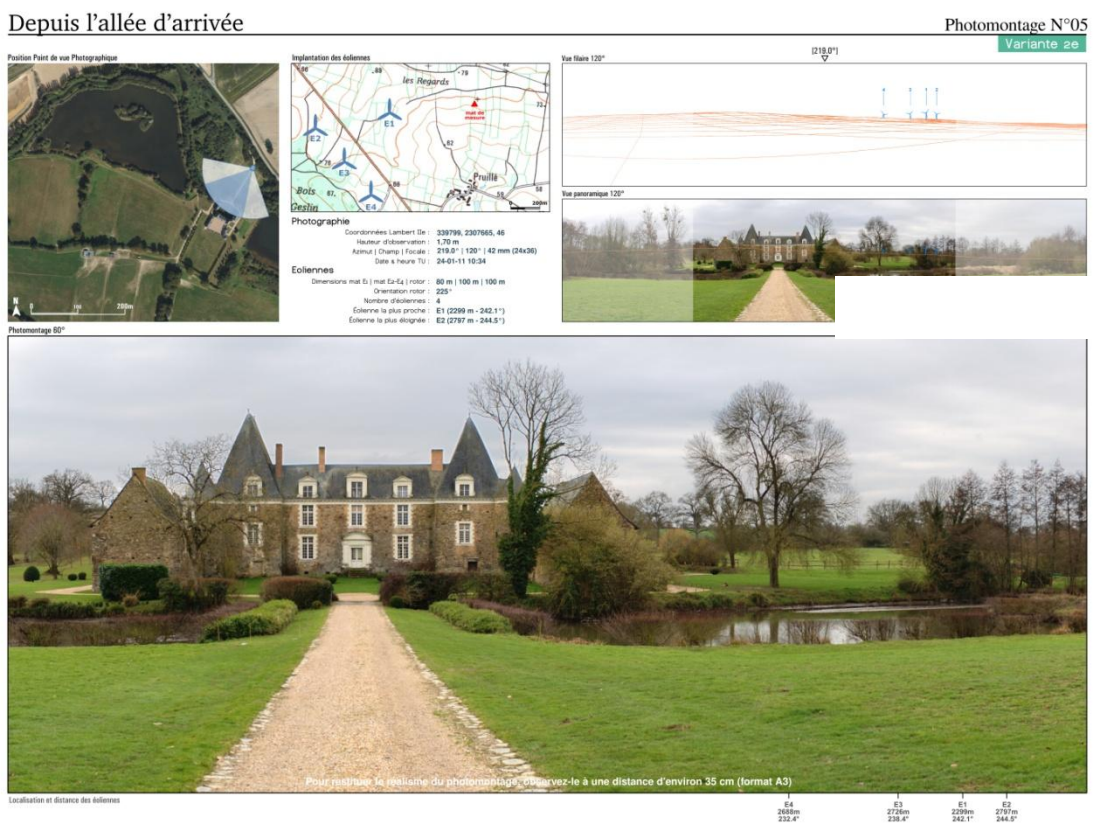 Depuis l'allée d'arrivée
Photomontage N°05
Variante 2e
Position Point de vue Photographique
N
0
200m
Implantation des éoliennes
les Regards
mat de mesure
E1
E2
E3
E4
Pruillé
Bois
Geslin
200m
Photographie
Coordonnées Lambert IIe : 339799, 2307665, 46
Hauteur d'observation : 1,70 m
Azimut | Champ | Focale : 219.0° | 120° | 42 mm (24x36)
Date & heure TU : 24-01-11 10:34
Eoliennes
Dimensions mat E1 | mat E2-E4 | rotor : 80 m | 100 m | 100 m
Orientation rotor : 225°
Nombre d'éoliennes : 4
Éolienne la plus proche : E1 (2299 m - 242.1°)
Éolienne la plus éloignée : E2 (2797 m - 244.5°)
Vue filaire 120°
[219.0°]
Vue panoramique 120°
Photomontage 60°
Pour restituer le réalisme du photomontage, observez-le à une distance d'environ 35 cm (format A3)
Localisation et distance des éoliennes
E4
2688m
232.4°
E3
2726m
238.4°
E1
2299m
242.1°
E2
2797m
244.5°